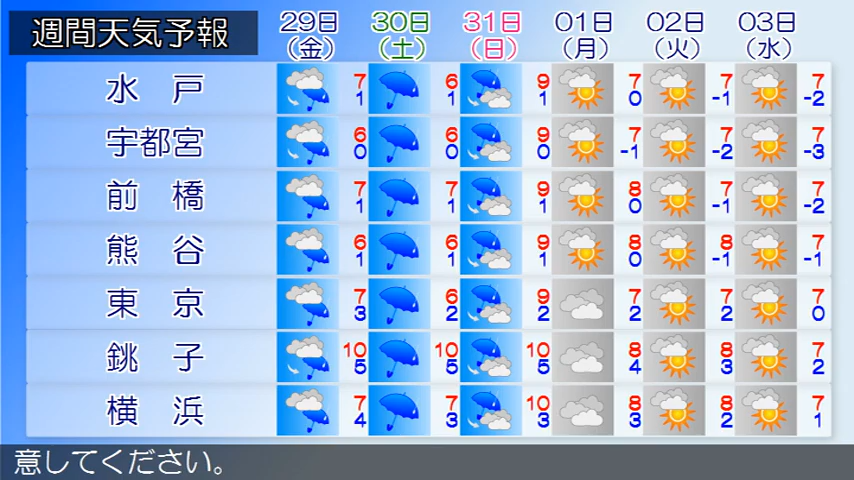 週間天気予報
29日 30日 31日 01日 02日 03日
(金) (土) (日) (月) (火) (水)
水戸 7 1 6 1 9 1 7 0 7 -1 7 -2
宇都宮 6 0 6 0 9 0 7 -1 7 -2 7 -3
前橋 7 1 7 1 9 1 8 0 7 -1 7 -2
熊谷 6 1 6 1 9 1 8 0 8 -1 7 -1
東京 7 3 6 2 9 2 7 2 7 2 7 0
銚子 10 5 10 5 10 5 8 4 8 3 7 2
横浜 7 4 7 3 10 3 8 3 8 2 7 1
意してください。